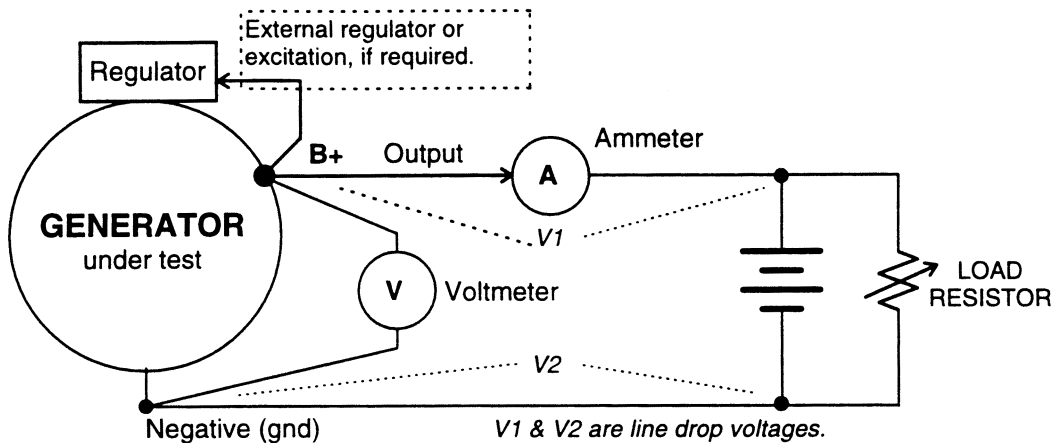 External regulator or
excitation, if required.
Regulator
Ammeter
B+ Output
A
GENERATOR
under test
V1
V
Voltmeter
LOAD
RESISTOR
V2
Negative (gnd)
V1 & V2 are line drop voltages.